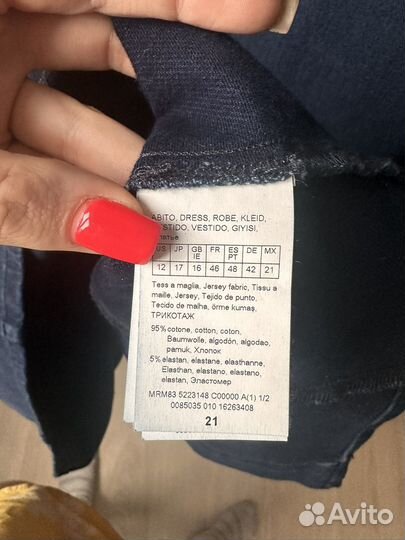 ABITO, DRESS, ROBE, KLEID,
VESTIDO, VESTIDO, GIYISI,
US JP GB IE FR ES PT DE MX
12 17 16 46 48 42 21
Tess a maglia, Jersey fabric, Tissu a
maille, Jersey, Tejido de punto,
Tecido de malha, örme kumaş,
ТРИКОТАЖ
95% cotone, cotton, coton,
Baumwolle, algodón, algodao,
pamuk, Хлопок
5% elastan, elastane, elasthanne,
Elasthan, elastano, elastano,
elastan, Эластомер
MRM83 5223148 C00000 A(1) 1/2
0085035 010 16263408
21
Avito